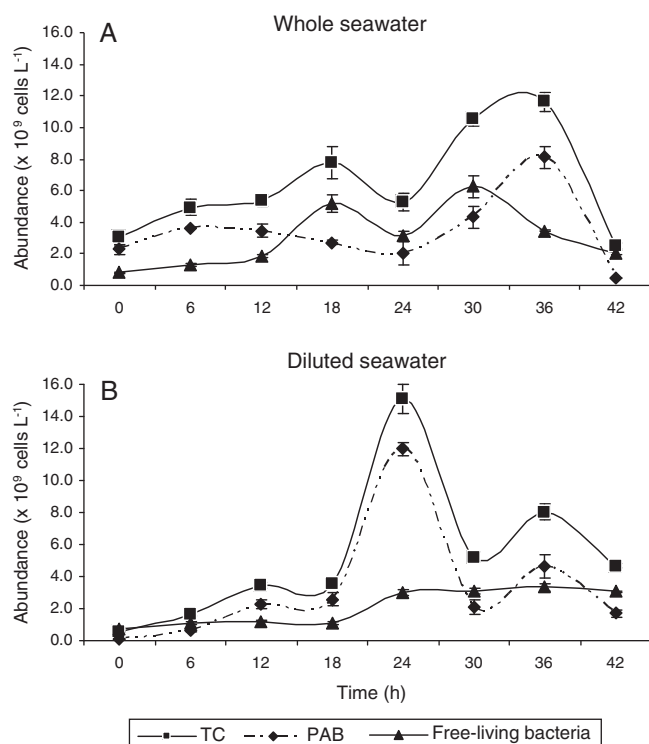 A
Whole seawater
Abundance (x 10⁹ cells L⁻¹)
16.0
14.0
12.0
10.0
8.0
6.0
4.0
2.0
0.0
0 6 12 18 24 30 36 42
B
Diluted seawater
Abundance (x 10⁹ cells L⁻¹)
16.0
14.0
12.0
10.0
8.0
6.0
4.0
2.0
0.0
0 6 12 18 24 30 36 42
Time (h)
TC PAB Free-living bacteria